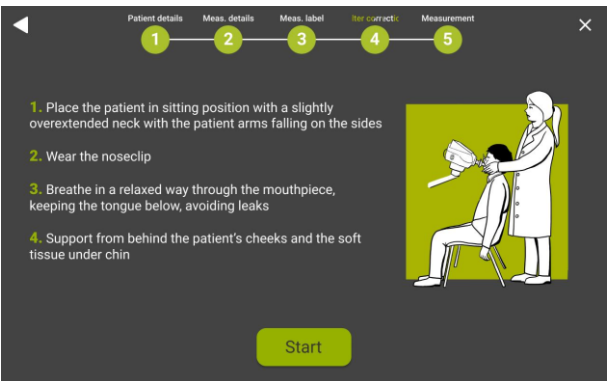 Patient details
Meas. details
Meas. label
lter correctic
Measurement
1
2
3
4
5
1. Place the patient in sitting position with a slightly
overextended neck with the patient arms falling on the sides
2. Wear the noseclip
3. Breathe in a relaxed way through the mouthpiece,
keeping the tongue below, avoiding leaks
4. Support from behind the patient's cheeks and the soft
tissue under chin
Start